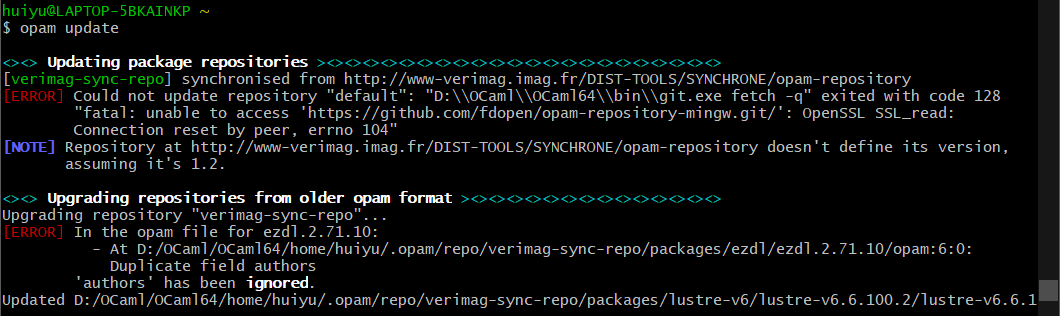 huiyu@LAPTOP-5BKAINKP ~
$ opam update
<><> Updating package repositories ><><><><><><><><><><><><><><><><><><><><><><>
[verimag-sync-repo] synchronised from http://www-verimag.imag.fr/DIST-TOOLS/SYNCHRONE/opam-repository
[ERROR] Could not update repository "default": "D:\\OCaml\\OCaml64\\bin\\git.exe fetch -q" exited with code 128
"fatal: unable to access 'https://github.com/fdopen/opam-repository-mingw.git/': OpenSSL SSL_read:
Connection reset by peer, errno 104"
[NOTE] Repository at http://www-verimag.imag.fr/DIST-TOOLS/SYNCHRONE/opam-repository doesn't define its version,
assuming it's 1.2.
<><> Upgrading repositories from older opam format ><><><><><><><><><><><><><><>
Upgrading repository "verimag-sync-repo"...
[ERROR] In the opam file for ezdl.2.71.10:
- At D:/OCaml/OCaml64/home/huiyu/.opam/repo/verimag-sync-repo/packages/ezdl/ezdl.2.71.10/opam:6:0:
Duplicate field authors
'authors' has been ignored.
Updated D:/OCaml/OCaml64/home/huiyu/.opam/repo/verimag-sync-repo/packages/lustre-v6/lustre-v6.6.100.2/lustre-v6.6.1